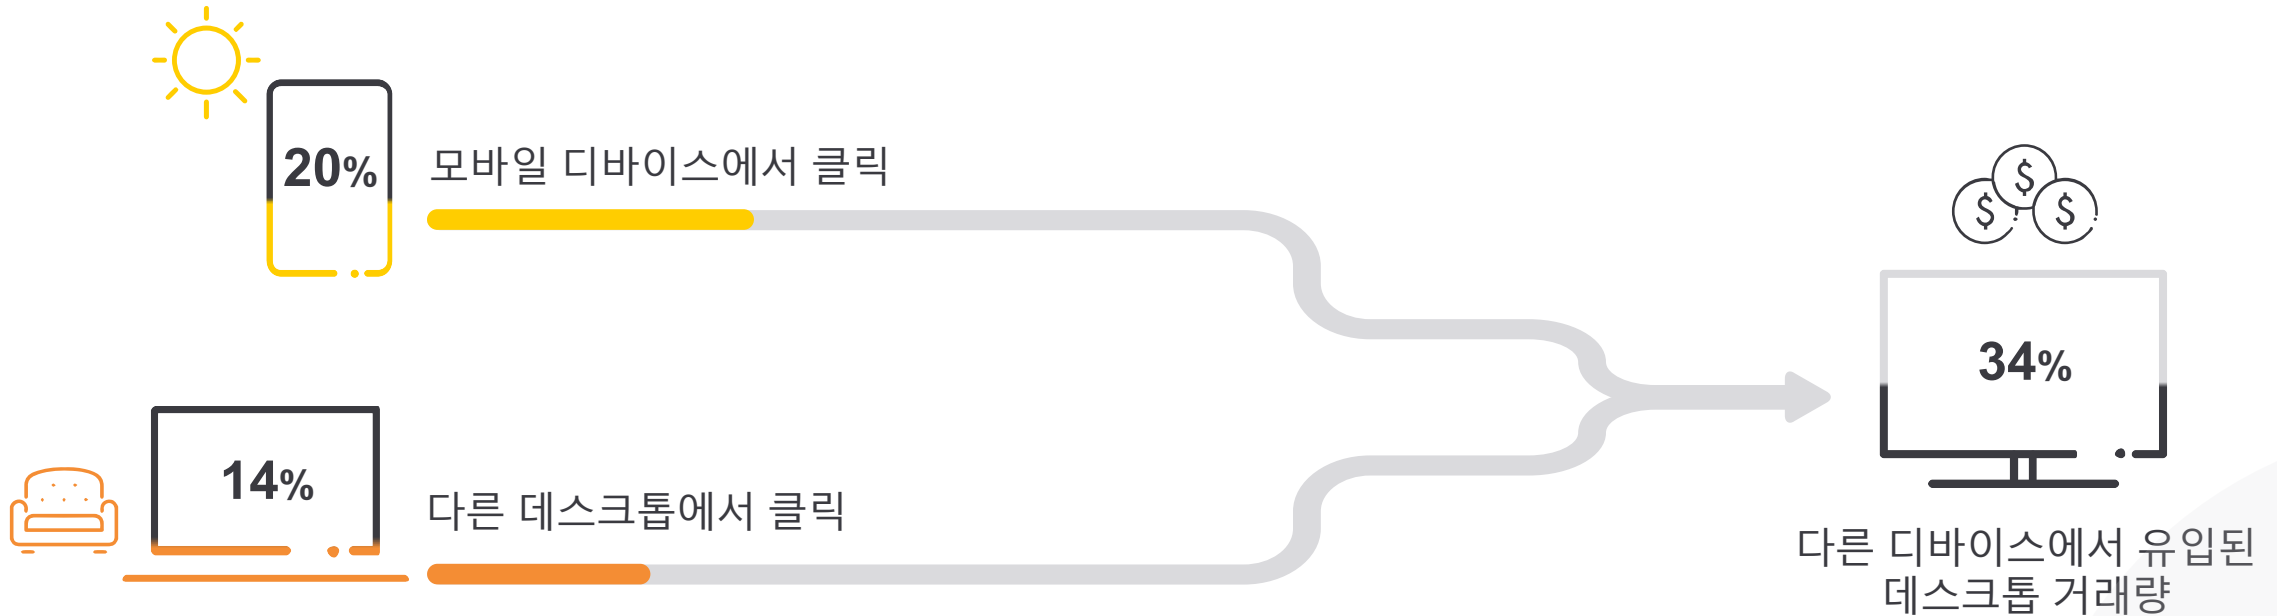 20%
모바일 디바이스에서 클릭
14%
다른 데스크톱에서 클릭
$ $ $
34%
다른 디바이스에서 유입된
데스크톱 거래량